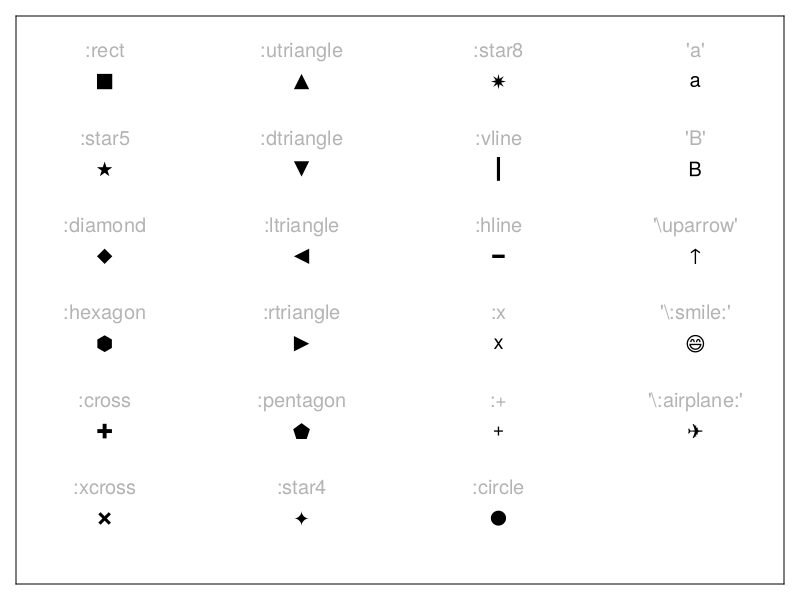 :rect :utriangle :star8 'a'
■ ▲ ✷ a
:star5 :dtriangle :vline 'B'
★ ▼ | B
:diamond :ltriangle :hline '\uparrow'
◆ ◀ – ↑
:hexagon :rtriangle :x '\:smile:'
⬢ ▶ x 😄
:cross :pentagon :+ '\:airplane:'
✚ ⬟ + ✈
:xcross :star4 :circle
✖ ✦ ●